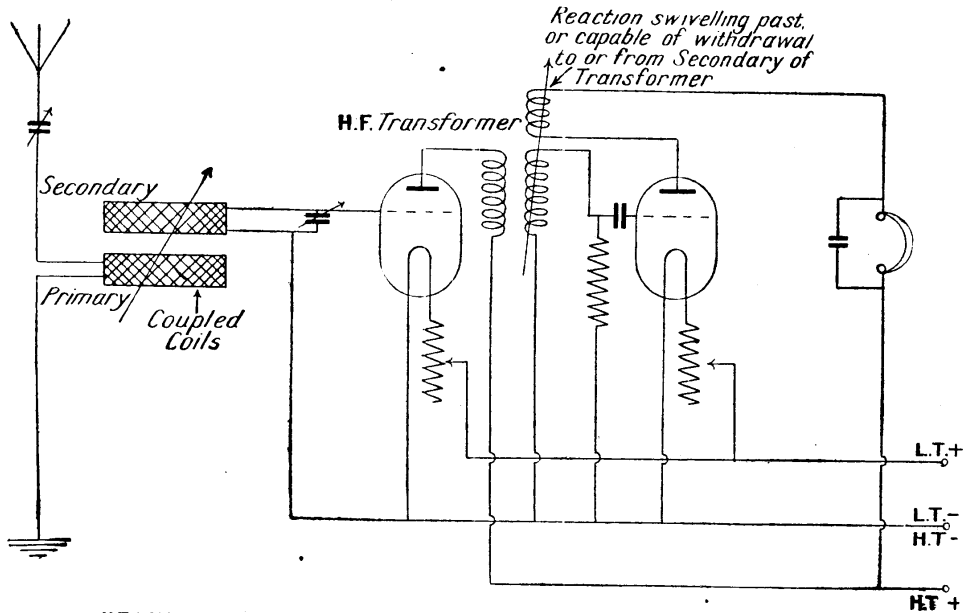 Reaction swivelling past,
or capable of withdrawal
to or from Secondary of
Transformer
H.F. Transformer
Secondary
Primary
Coupled
Coils
L.T.+
L.T.-
H.T-
H.T +